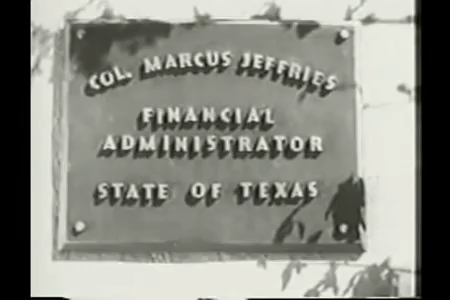 COL. MARCUS JEFFRIES
FINANCIAL
ADMINISTRATOR
STATE OF TEXAS